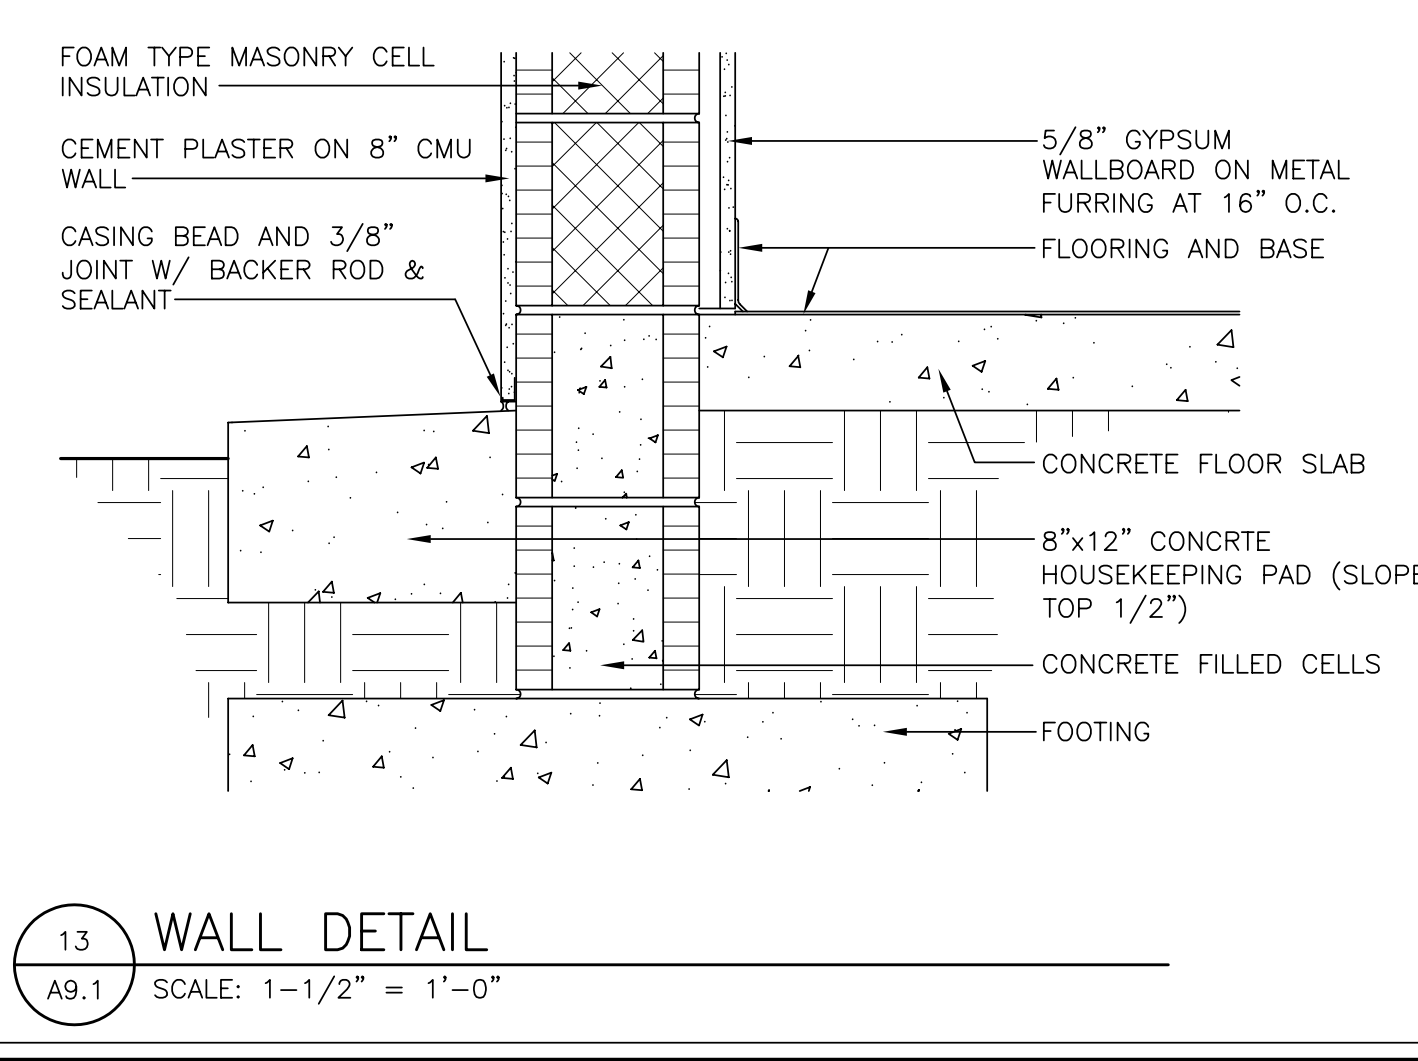 FOAM TYPE MASONRY CELL
INSULATION
CEMENT PLASTER ON 8" CMU
WALL
CASING BEAD AND 3/8"
JOINT W/ BACKER ROD &
SEALANT
5/8" GYPSUM
WALLBOARD ON METAL
FURRING AT 16" O.C.
FLOORING AND BASE
CONCRETE FLOOR SLAB
8"x12" CONCRTE
HOUSEKEEPING PAD (SLOPE
TOP 1/2")
CONCRETE FILLED CELLS
FOOTING
13
WALL DETAIL
A9.1
SCALE: 1-1/2" = 1'-0"